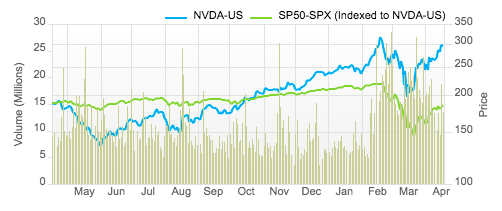 NVDA-US SP50-SPX (Indexed to NVDA-US)
30 350
25 300
20 250
15 200
10 150
5
0 100
Volume (Millions)
Price
May Jun Jul Aug Sep Oct Nov Dec Jan Feb Mar Apr